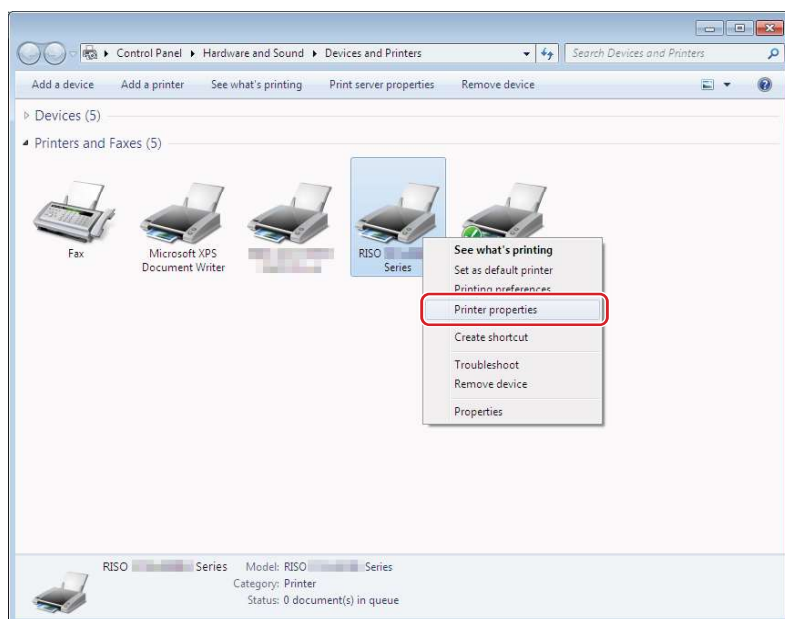 Control Panel ▸ Hardware and Sound ▸ Devices and Printers
Search Devices and Printers
Add a device Add a printer See what's printing Print server properties Remove device
Devices (5)
Printers and Faxes (5)
Fax
Microsoft XPS
Document Writer
RISO
Series
See what's printing
Set as default printer
Printing preferences
Printer properties
Create shortcut
Troubleshoot
Remove device
Properties
RISO Series Model: RISO Series
Category: Printer
Status: 0 document(s) in queue